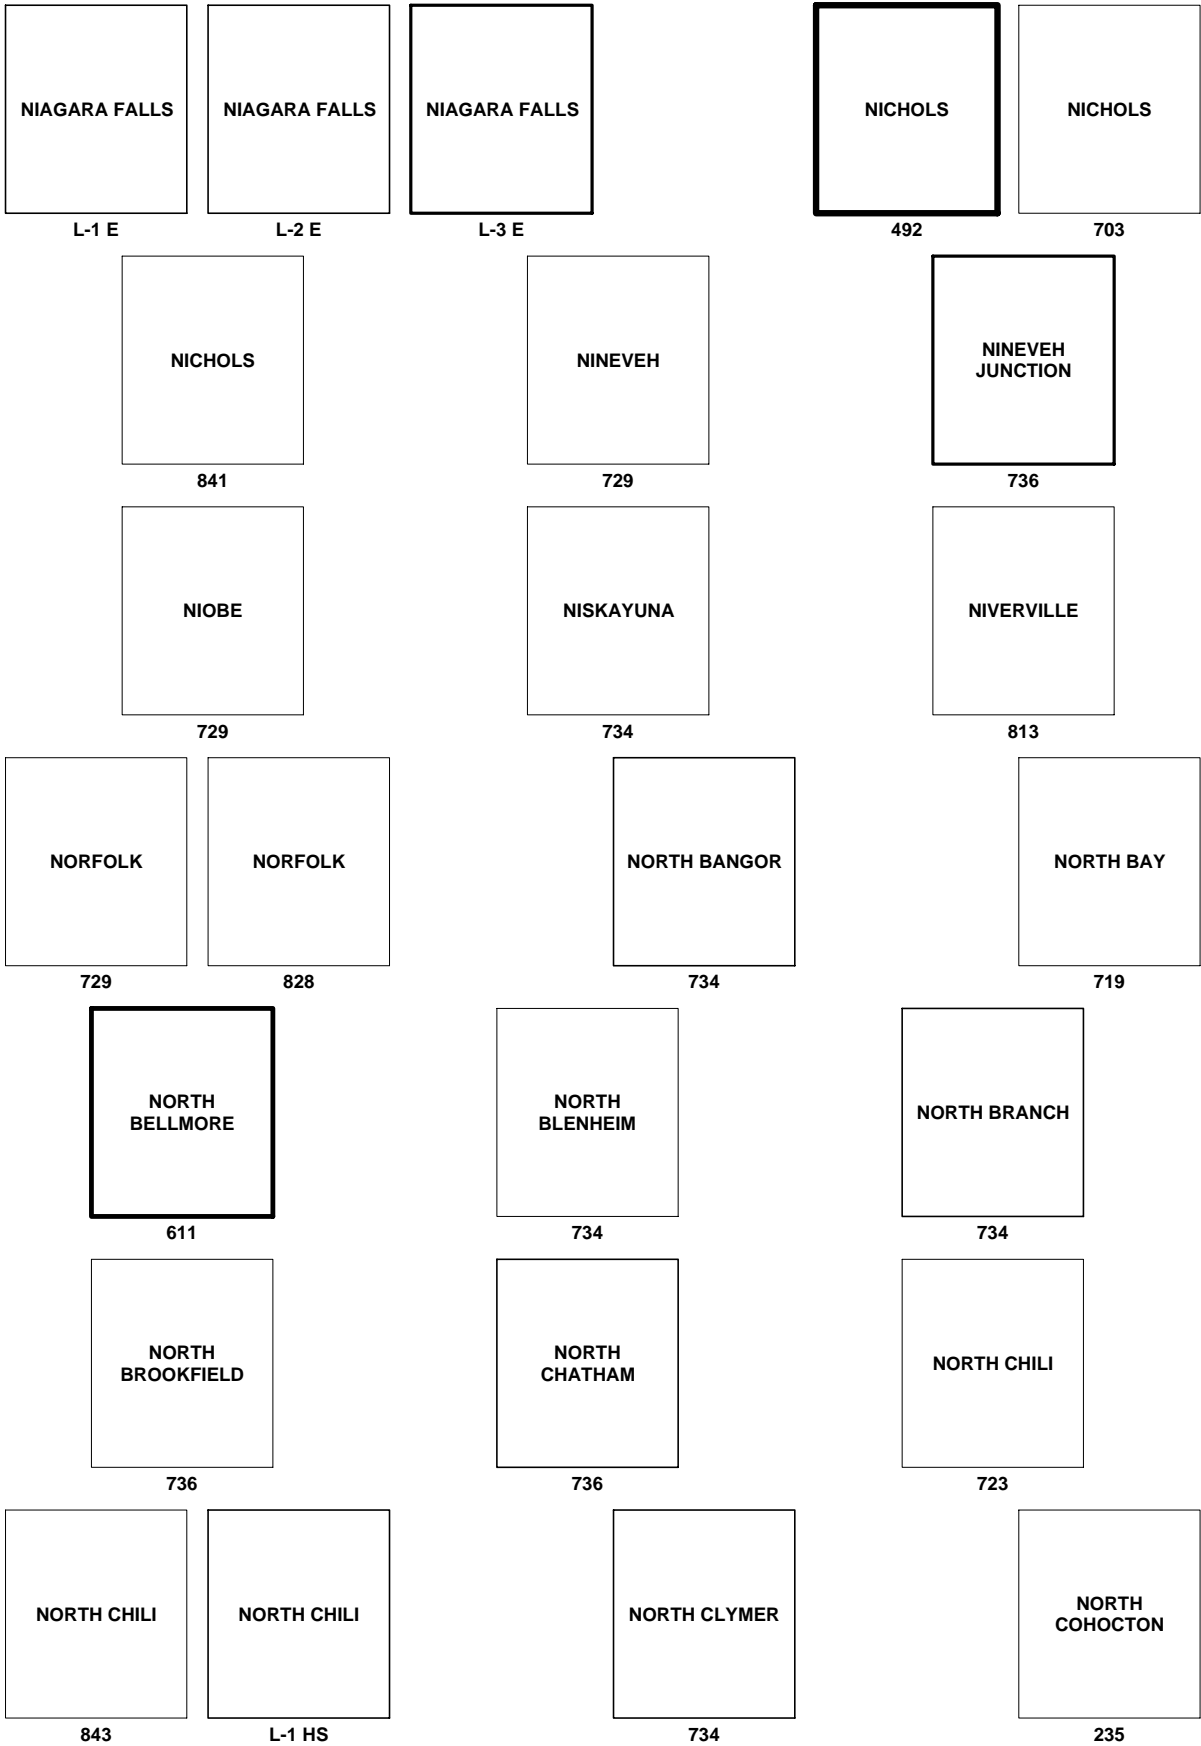 NIAGARA FALLS
NIAGARA FALLS
NIAGARA FALLS
NICHOLS
NICHOLS
L-1 E
L-2 E
L-3 E
492
703
NICHOLS
NINEVEH
NINEVEH
JUNCTION
841
729
736
NIOBE
NISKAYUNA
NIVERVILLE
729
734
813
NORFOLK
NORFOLK
NORTH BANGOR
NORTH BAY
729
828
734
719
NORTH
BELLMORE
NORTH
BLENHEIM
NORTH BRANCH
611
734
734
NORTH
BROOKFIELD
NORTH
CHATHAM
NORTH CHILI
736
736
723
NORTH CHILI
NORTH CHILI
NORTH CLYMER
NORTH
COHOCTON
843
L-1 HS
734
235